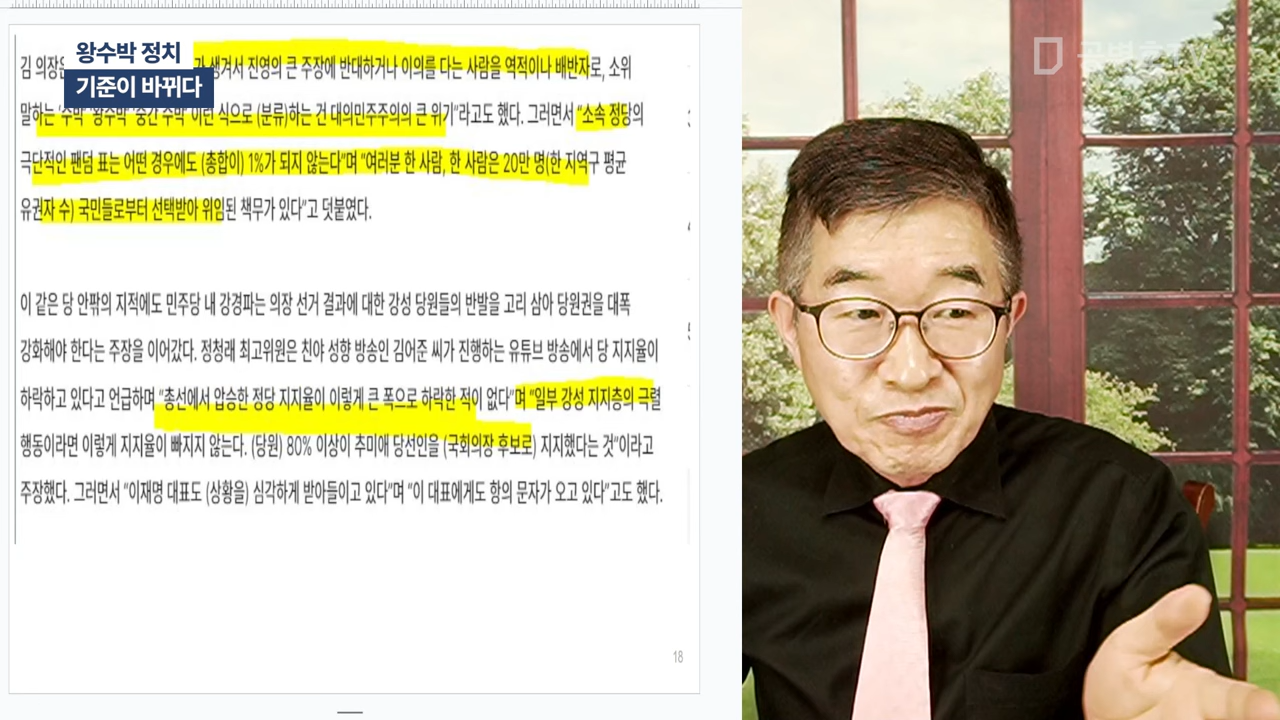 왕수박 정치
기준이 바뀌다
김 의장은 생겨서 진영의 큰 주장에 반대하거나 이의를 다는 사람을 역적이나 배반자로, 소위
말하는 '수박' '왕수박' '중간 수박' 이런 식으로 (분류)하는 건 대의민주주의의 큰 위기"라고도 했다. 그러면서 "소속 정당의
극단적인 팬덤 표는 어떤 경우에도 (총합이) 1%가 되지 않는다"며 "여러분 한 사람, 한 사람은 20만 명(한 지역구 평균
유권자 수) 국민들로부터 선택받아 위임된 책무가 있다"고 덧붙였다.
이 같은 당 안팎의 지적에도 민주당 내 강경파는 의장 선거 결과에 대한 강성 당원들의 반발을 고리 삼아 당원권을 대폭
강화해야 한다는 주장을 이어갔다. 정청래 최고위원은 친야 성향 방송인 김어준 씨가 진행하는 유튜브 방송에서 당 지지율이
하락하고 있다고 언급하며 "총선에서 압승한 정당 지지율이 이렇게 큰 폭으로 하락한 적이 없다"며 "일부 강성 지지층의 극렬
행동이라면 이렇게 지지율이 빠지지 않는다. (당원) 80% 이상이 추미애 당선인을 (국회의장 후보로) 지지했다는 것"이라고
주장했다. 그러면서 "이재명 대표도 (상황을) 심각하게 받아들이고 있다"며 "이 대표에게도 항의 문자가 오고 있다"고도 했다.
18
공병호TV